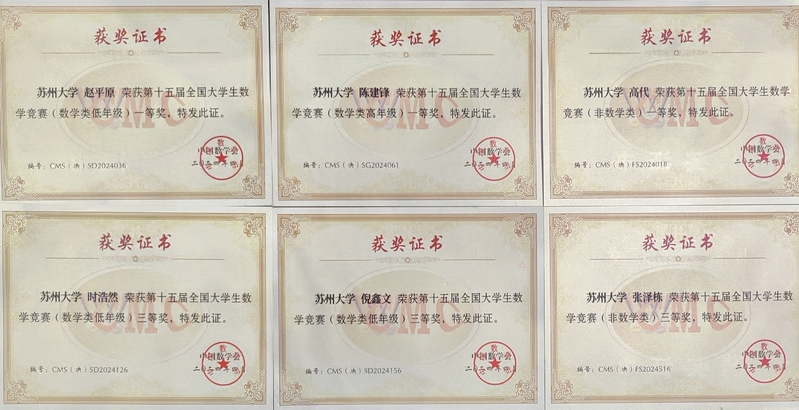 获奖证书
苏州大学 赵平原 荣获第十五届全国大学生数
学竞赛（数学类低年级）一等奖，特发此证。
中国数学会
编号：CMS（决）SD2024036
获奖证书
苏州大学 陈建锋 荣获第十五届全国大学生数
学竞赛（数学类高年级）一等奖，特发此证。
中国数学会
编号：CMS（决）SG2024061
获奖证书
苏州大学 高代 荣获第十五届全国大学生数学
竞赛（非数学类）一等奖，特发此证。
中国数学会
编号：CMS（决）FS2024018
获奖证书
苏州大学 时浩然 荣获第十五届全国大学生数
学竞赛（数学类低年级）三等奖，特发此证。
中国数学会
编号：CMS（决）SD2024126
获奖证书
苏州大学 倪鑫文 荣获第十五届全国大学生数
学竞赛（数学类低年级）三等奖，特发此证。
中国数学会
编号：CMS（决）SD2024156
获奖证书
苏州大学 张泽栋 荣获第十五届全国大学生数学
竞赛（非数学类）三等奖，特发此证。
中国数学会
编号：CMS（决）FS2024316